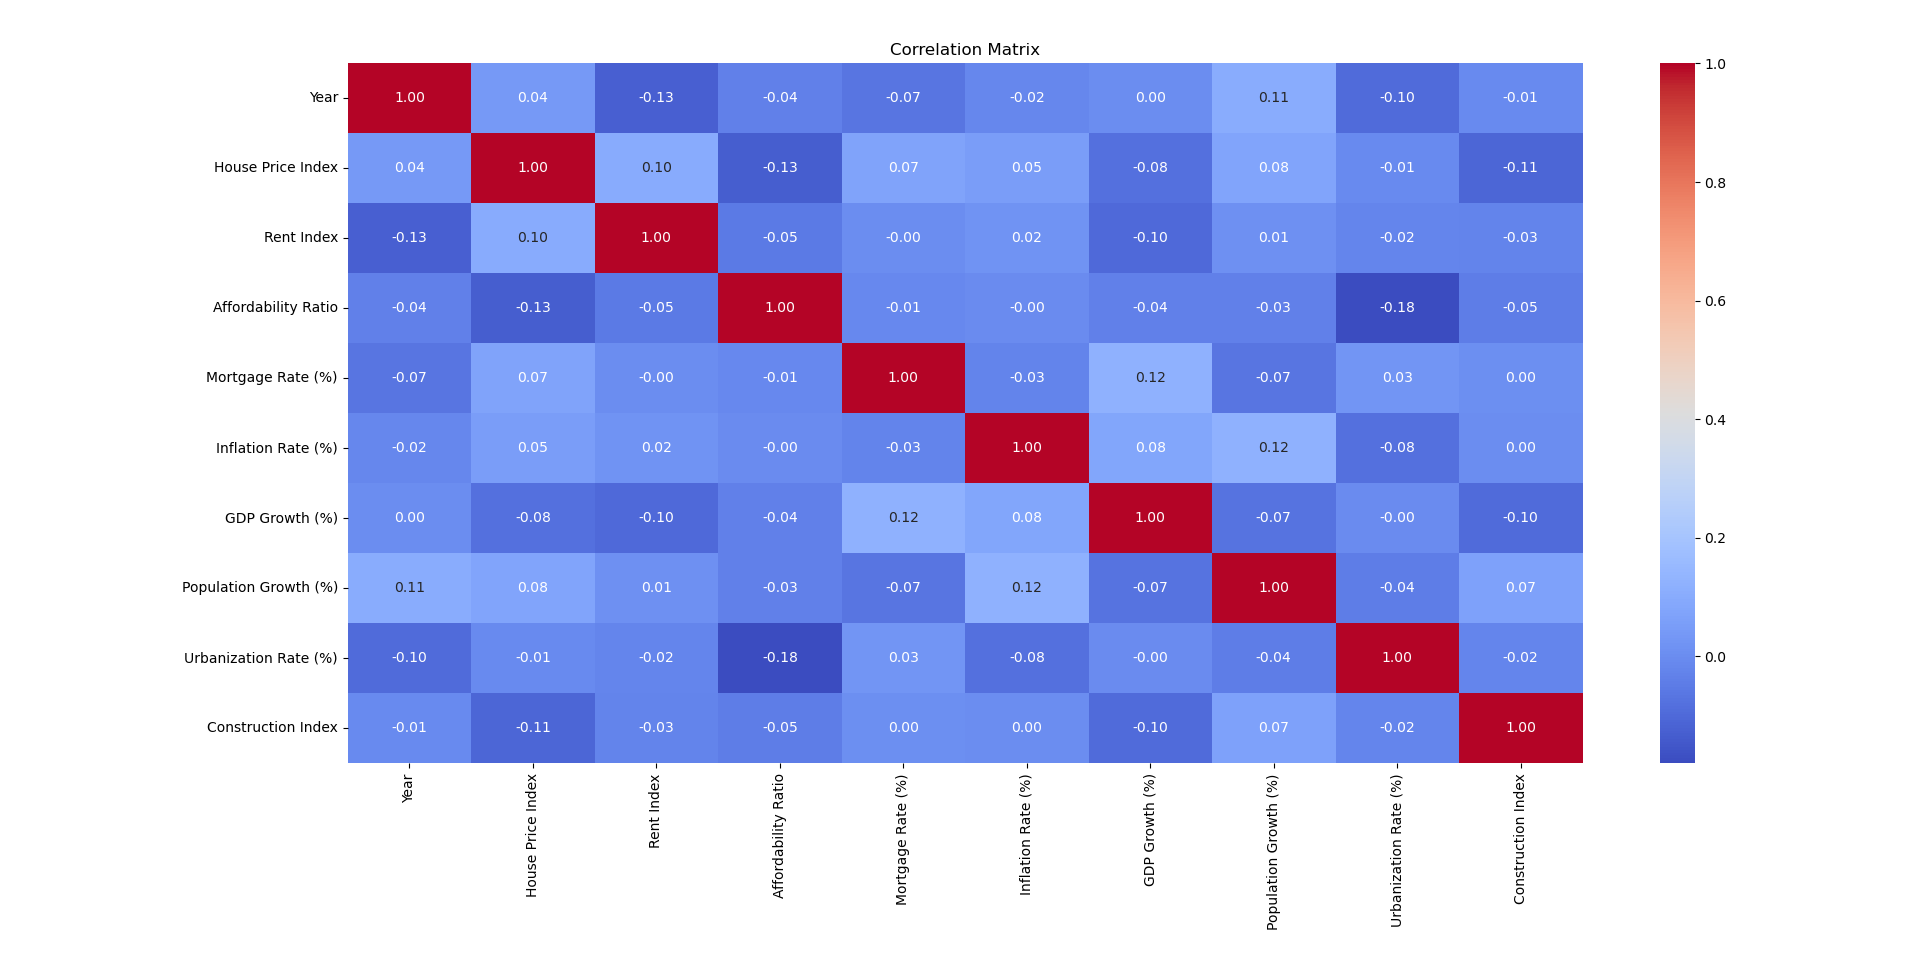 Correlation Matrix
Year 1.00 0.04 -0.13 -0.04 -0.07 -0.02 0.00 0.11 -0.10 -0.01
House Price Index 0.04 1.00 0.10 -0.13 0.07 0.05 -0.08 0.08 -0.01 -0.11
Rent Index -0.13 0.10 1.00 -0.05 -0.00 0.02 -0.10 0.01 -0.02 -0.03
Affordability Ratio -0.04 -0.13 -0.05 1.00 -0.01 -0.00 -0.04 -0.03 -0.18 -0.05
Mortgage Rate (%) -0.07 0.07 -0.00 -0.01 1.00 -0.03 0.12 -0.07 0.03 0.00
Inflation Rate (%) -0.02 0.05 0.02 -0.00 -0.03 1.00 0.08 0.12 -0.08 0.00
GDP Growth (%) 0.00 -0.08 -0.10 -0.04 0.12 0.08 1.00 -0.07 -0.00 -0.10
Population Growth (%) 0.11 0.08 0.01 -0.03 -0.07 0.12 -0.07 1.00 -0.04 0.07
Urbanization Rate (%) -0.10 -0.01 -0.02 -0.18 0.03 -0.08 -0.00 -0.04 1.00 -0.02
Construction Index -0.01 -0.11 -0.03 -0.05 0.00 0.00 -0.10 0.07 -0.02 1.00
Year
House Price Index
Rent Index
Affordability Ratio
Mortgage Rate (%)
Inflation Rate (%)
GDP Growth (%)
Population Growth (%)
Urbanization Rate (%)
Construction Index
1.0
0.8
0.6
0.4
0.2
0.0